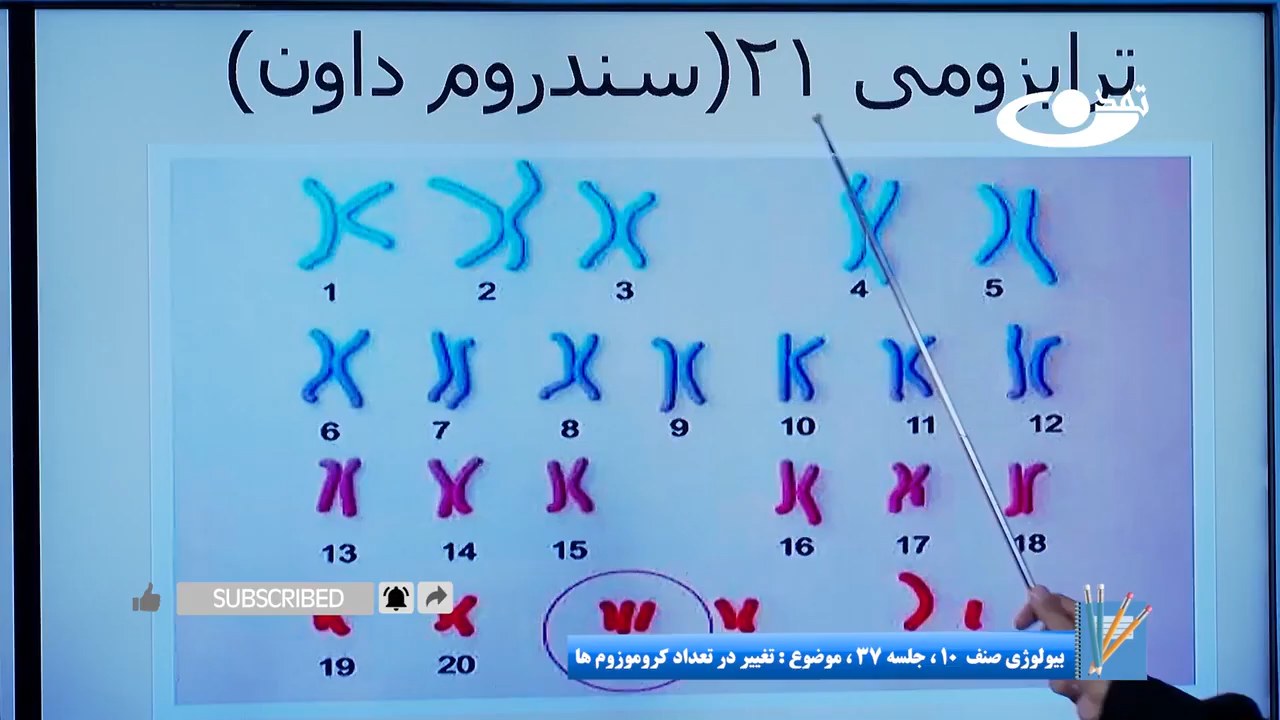 ترایزومی ۲۱(سندروم داون)
تمدن
1 2 3 4 5
6 7 8 9 10 11 12
13 14 15 16 17 18
SUBSCRIBED
19 20
بیولوژی صنف ۱۰، جلسه ۳۷، موضوع : تغییر در تعداد کروموزوم ها